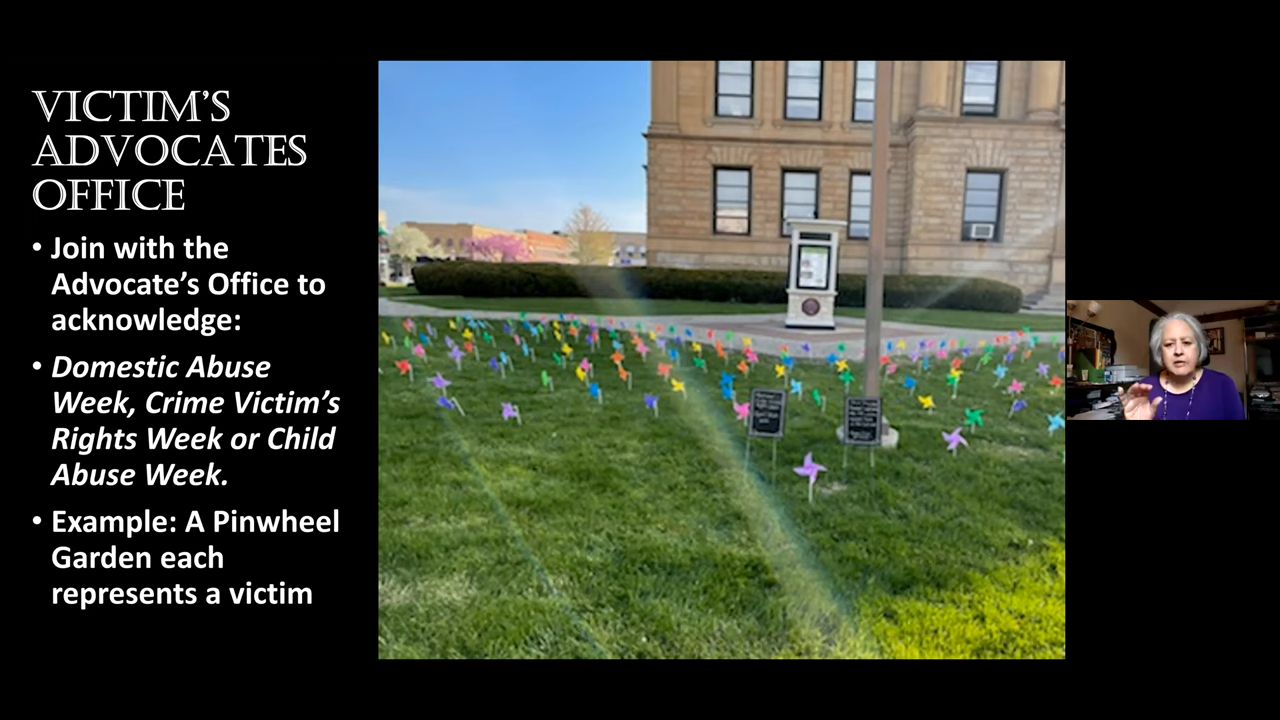 VICTIM'S
ADVOCATES
OFFICE
• Join with the
Advocate's Office to
acknowledge:
• Domestic Abuse
Week, Crime Victim's
Rights Week or Child
Abuse Week.
• Example: A Pinwheel
Garden each
represents a victim